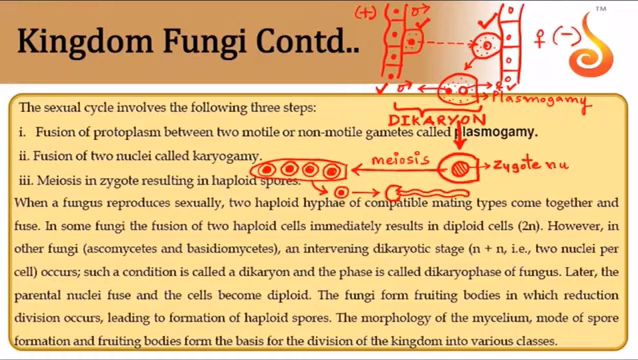 Kingdom Fungi Contd..
TM
(+) ♂
♀ (-)
♂
♀
Plasmogamy
DIKARYON
The sexual cycle involves the following three steps:
i. Fusion of protoplasm between two motile or non-motile gametes called plasmogamy.
ii. Fusion of two nuclei called karyogamy.
meiosis
Zygote nu
iii. Meiosis in zygote resulting in haploid spores.
When a fungus reproduces sexually, two haploid hyphae of compatible mating types come together and
fuse. In some fungi the fusion of two haploid cells immediately results in diploid cells (2n). However, in
other fungi (ascomycetes and basidiomycetes), an intervening dikaryotic stage (n + n, i.e., two nuclei per
cell) occurs; such a condition is called a dikaryon and the phase is called dikaryophase of fungus. Later, the
parental nuclei fuse and the cells become diploid. The fungi form fruiting bodies in which reduction
division occurs, leading to formation of haploid spores. The morphology of the mycelium, mode of spore
formation and fruiting bodies form the basis for the division of the kingdom into various classes.